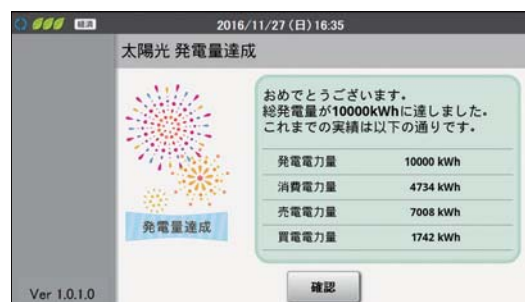 経済
2016/11/27 (日) 16:35
太陽光 発電量達成
おめでとうございます。
総発電量が10000kWhに達しました。
これまでの実績は以下の通りです。
発電電力量 10000 kWh
消費電力量 4734 kWh
売電電力量 7008 kWh
買電電力量 1742 kWh
発電量達成
確認
Ver 1.0.1.0